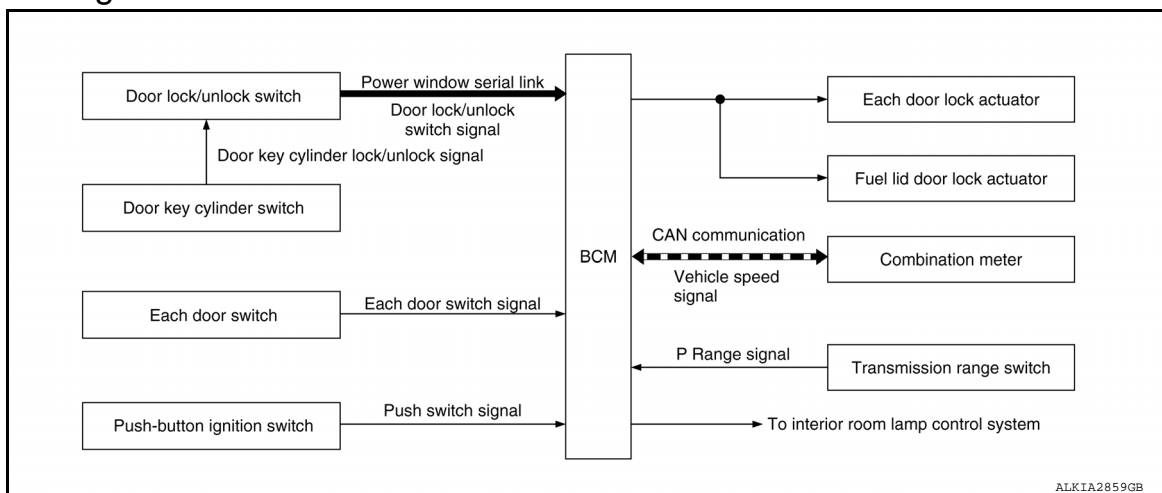 Door lock/unlock switch
Power window serial link
Door lock/unlock
switch signal
Door key cylinder lock/unlock signal
Door key cylinder switch
Each door switch
Each door switch signal
Push-button ignition switch
Push switch signal
BCM
Each door lock actuator
Fuel lid door lock actuator
CAN communication
Vehicle speed
signal
Combination meter
P Range signal
Transmission range switch
To interior room lamp control system
ALKIA2859GB